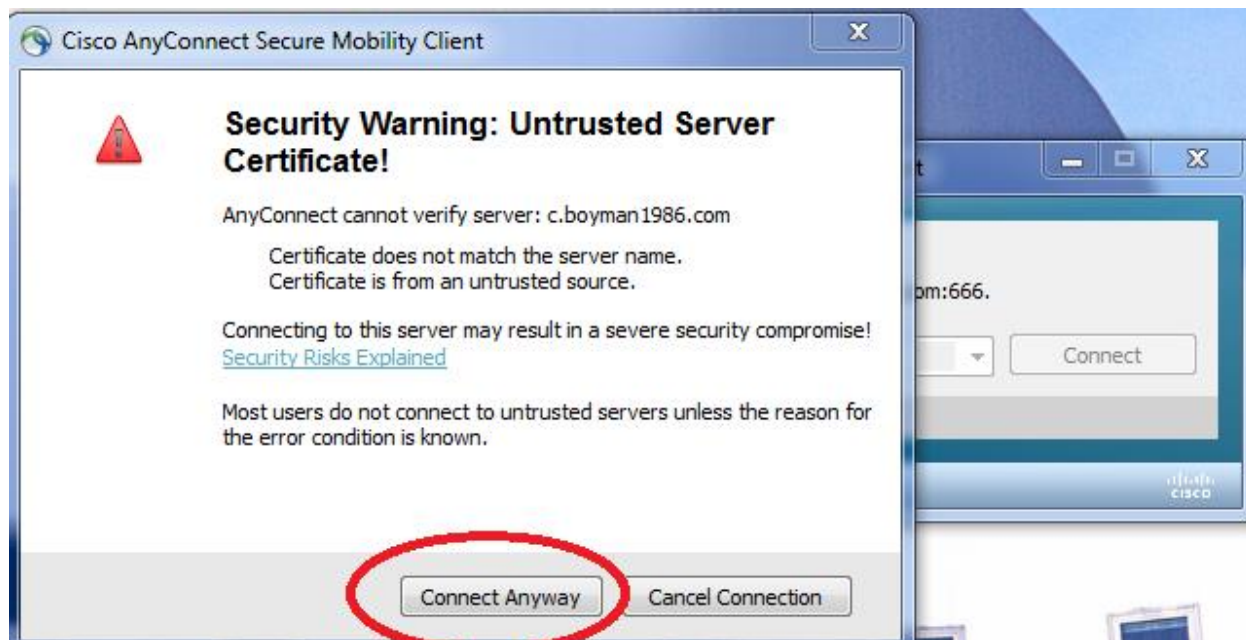 Cisco AnyConnect Secure Mobility Client
Security Warning: Untrusted Server
Certificate!
AnyConnect cannot verify server: c.boyman1986.com
Certificate does not match the server name.
Certificate is from an untrusted source.
Connecting to this server may result in a severe security compromise!
Security Risks Explained
Most users do not connect to untrusted servers unless the reason for
the error condition is known.
Connect Anyway
Cancel Connection
t
om:666.
Connect
cisco